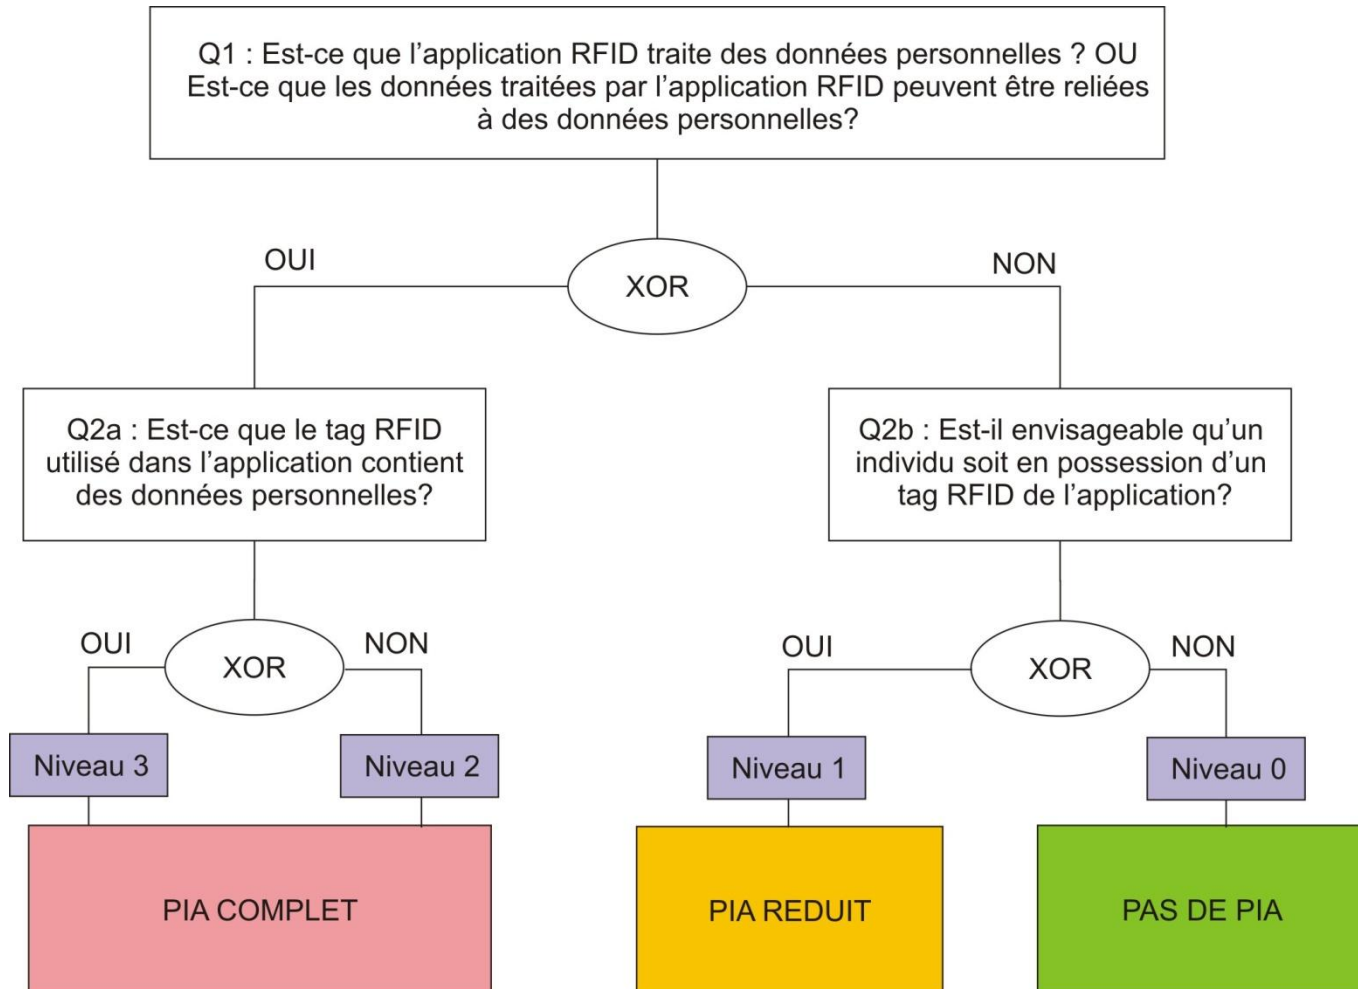 Q1 : Est-ce que l’application RFID traite des données personnelles ? OU
Est-ce que les données traitées par l’application RFID peuvent être reliées
à des données personnelles?
OUI
XOR
NON
Q2a : Est-ce que le tag RFID
utilisé dans l’application contient
des données personnelles?
Q2b : Est-il envisageable qu’un
individu soit en possession d’un
tag RFID de l’application?
OUI
XOR
NON
OUI
XOR
NON
Niveau 3
Niveau 2
Niveau 1
Niveau 0
PIA COMPLET
PIA REDUIT
PAS DE PIA